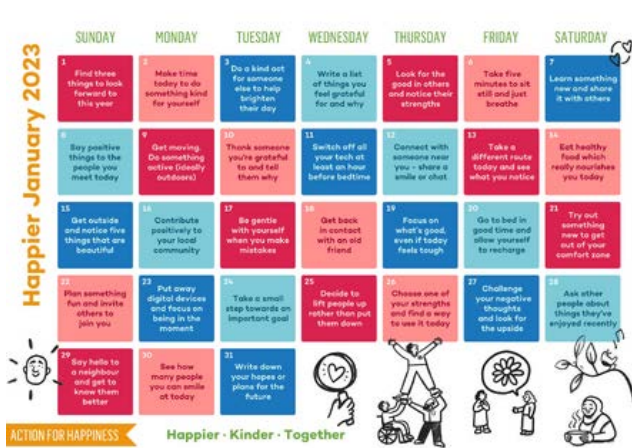 Happier January 2023
SUNDAY MONDAY TUESDAY WEDNESDAY THURSDAY FRIDAY SATURDAY
1
Find three
things to look
forward to
this year
2
Make time
today to do
something kind
for yourself
3
Do a kind act
for someone
else to help
brighten
their day
4
Write a list
of things you
feel grateful
for and why
5
Look for the
good in others
and notice their
strengths
6
Take five
minutes to sit
still and just
breathe
7
Learn something
new and share
it with others
8
Say positive
things to the
people you
meet today
9
Get moving.
Do something
active (ideally
outdoors)
10
Thank someone
you're grateful
to and tell
them why
11
Switch off all
your tech at
least an hour
before bedtime
12
Connect with
someone near
you - share a
smile or chat
13
Take a
different route
today and see
what you notice
14
Eat healthy
food which
really nourishes
you today
15
Get outside
and notice five
things that are
beautiful
16
Contribute
positively to
your local
community
17
Be gentle
with yourself
when you make
mistakes
18
Get back
in contact
with an old
friend
19
Focus on
what's good,
even if today
feels tough
20
Go to bed in
good time and
allow yourself
to recharge
21
Try out
something
new to get
out of your
comfort zone
22
Plan something
fun and invite
others to
join you
23
Put away
digital devices
and focus on
being in the
moment
24
Take a small
step towards an
important goal
25
Decide to
lift people up
rather than put
them down
26
Choose one of
your strengths
and find a way
to use it today
27
Challenge
your negative
thoughts
and look for
the upside
28
Ask other
people about
things they've
enjoyed recently
29
Say hello to
a neighbour
and get to
know them
better
30
See how
many people
you can smile
at today
31
Write down
your hopes or
plans for the
future
ACTION FOR HAPPINESS
Happier · Kinder · Together